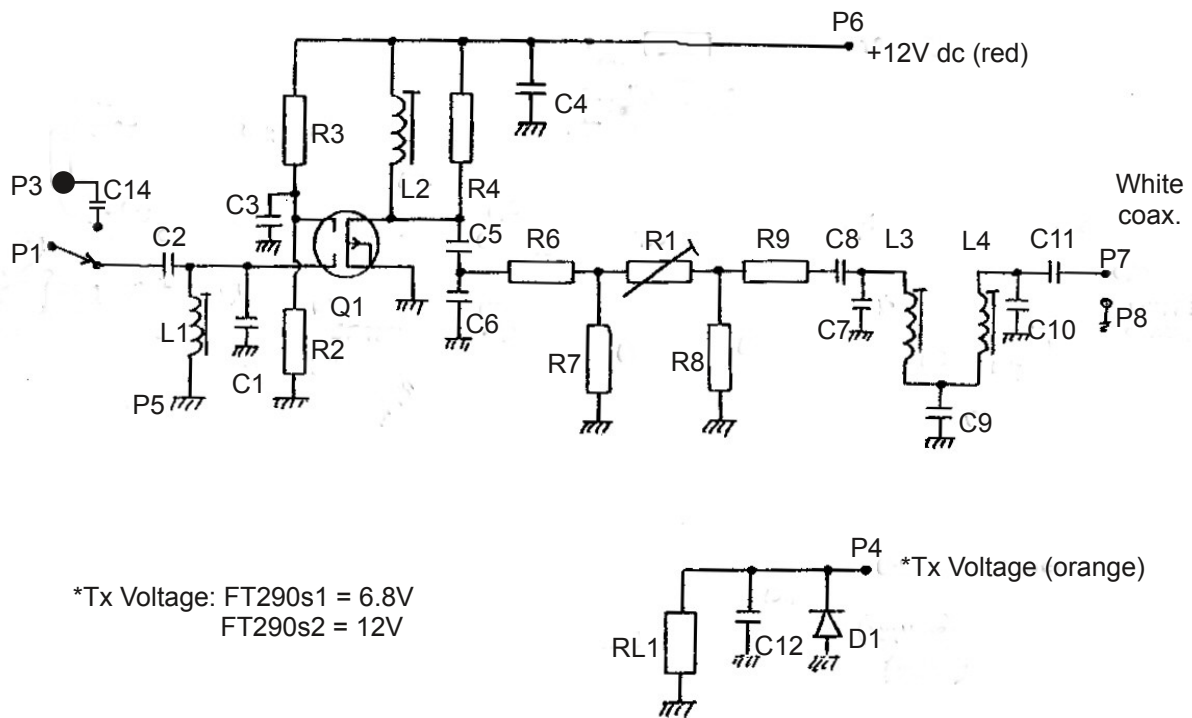 P6
+12V dc (red)
C4
R3
L2
R4
P3
C14
C3
White
coax.
P1
C2
C5
R6
R1
R9
C8
L3
L4
C11
P7
L1
Q1
C6
C7
C10
P8
C1
R2
R7
R8
P5
C9
P4
*Tx Voltage (orange)
*Tx Voltage: FT290s1 = 6.8V
FT290s2 = 12V
RL1
C12
D1